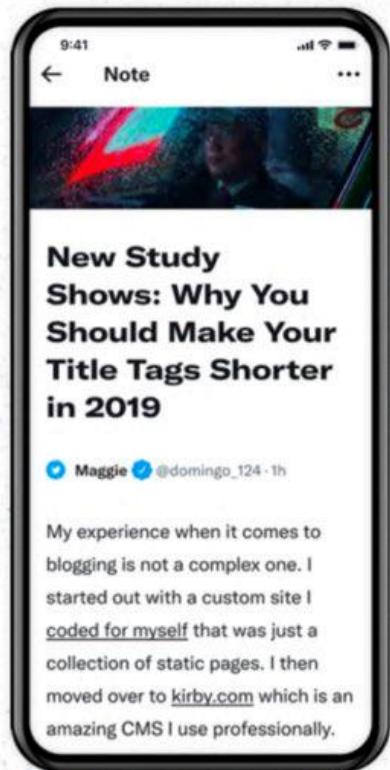 9:41
Note
New Study
Shows: Why You
Should Make Your
Title Tags Shorter
in 2019
Maggie @domingo_124 · 1h
My experience when it comes to
blogging is not a complex one. I
started out with a custom site I
coded for myself that was just a
collection of static pages. I then
moved over to kirby.com which is an
amazing CMS I use professionally.